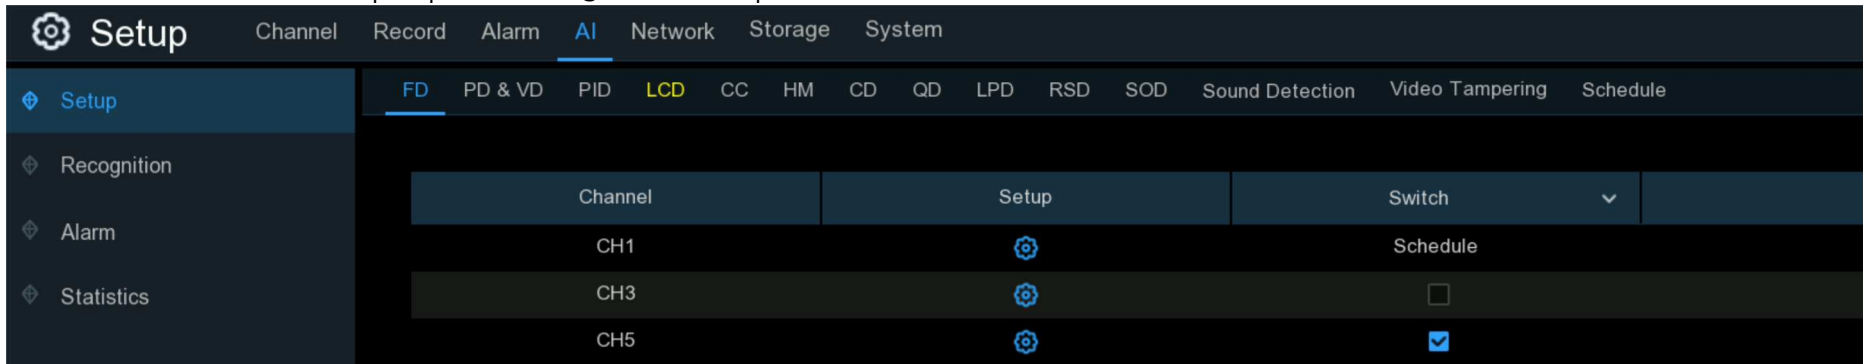 Setup Channel Record Alarm AI Network Storage System
Setup FD PD & VD PID LCD CC HM CD QD LPD RSD SOD Sound Detection Video Tampering Schedule
Recognition
Channel Setup Switch
Alarm
CH1 Schedule
Statistics
CH3
CH5